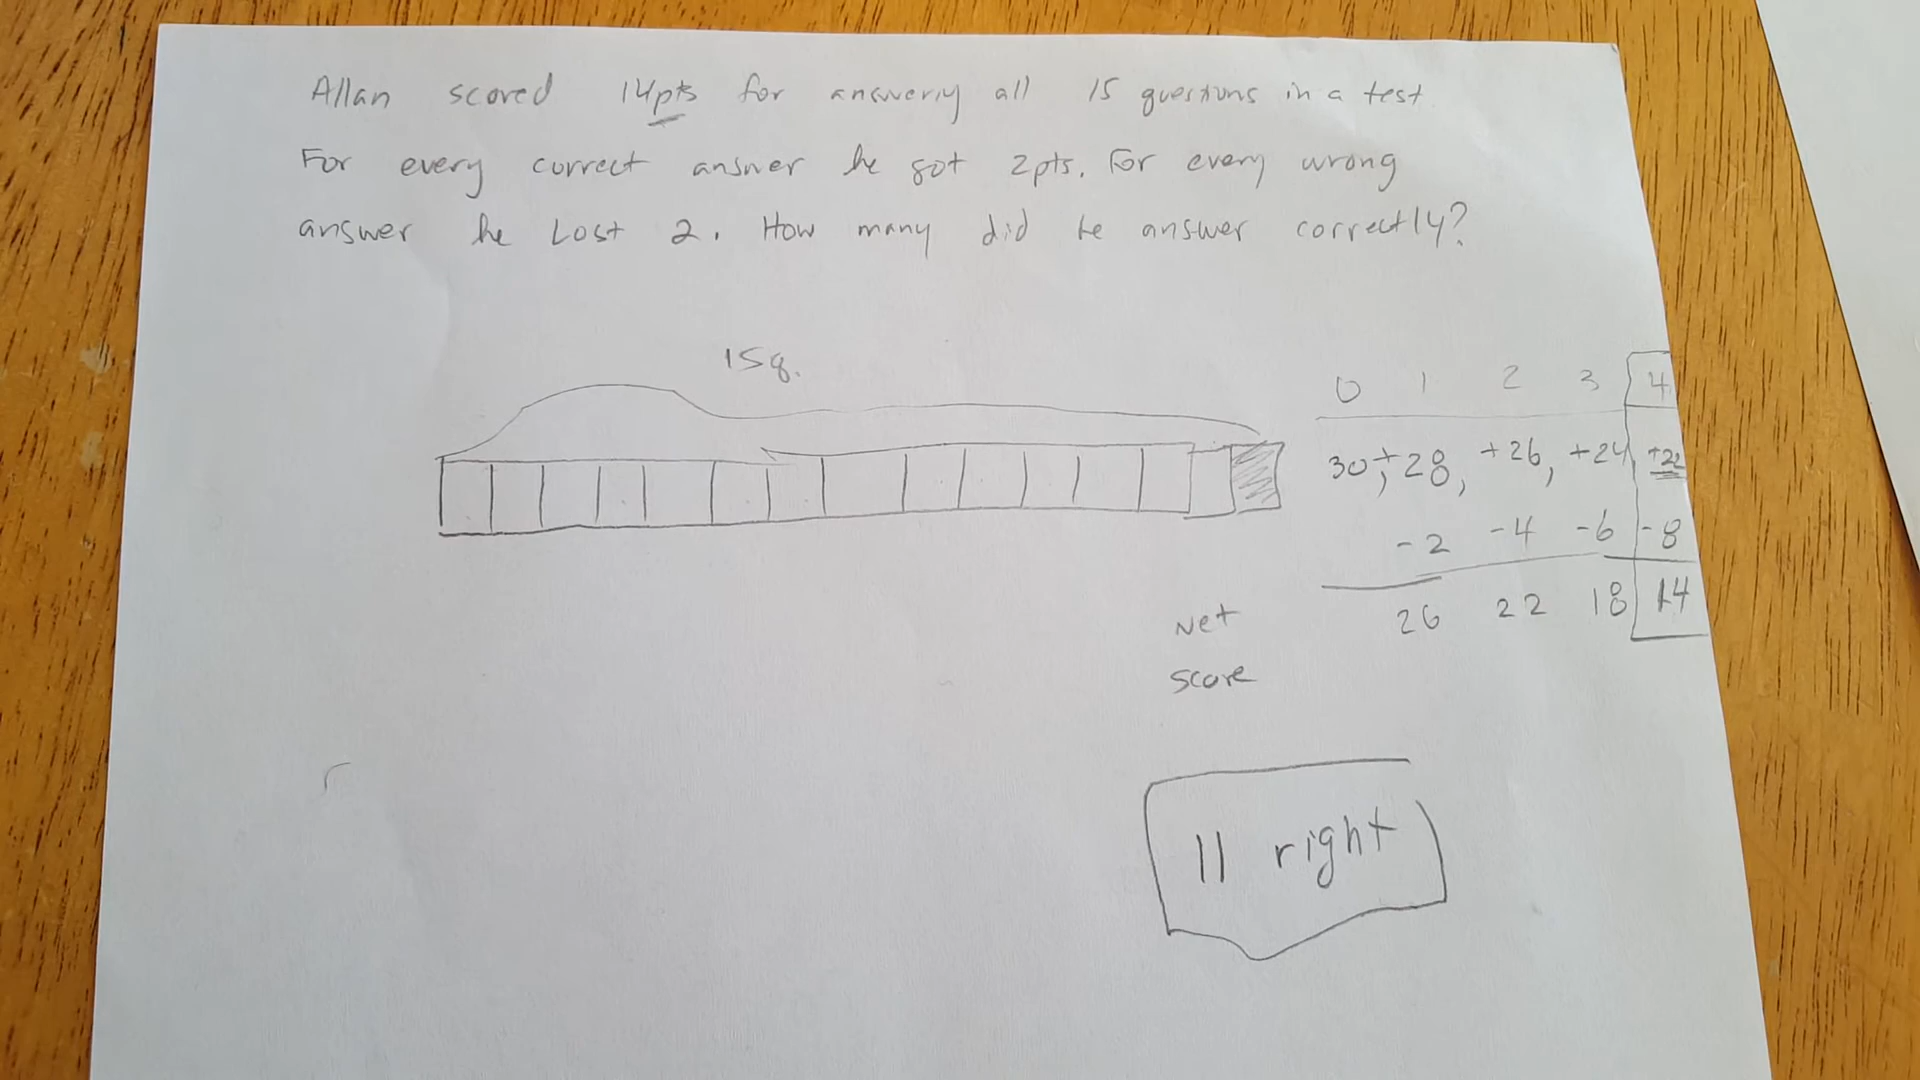 Allan scored 14pts for answering all 15 questions in a test
For every correct answer he got 2pts. For every wrong
answer he Lost 2. How many did he answer correctly?
15q.
0 1 2 3 4
30, +28, +26, +24, +22
-2 -4 -6 -8
26 22 18 14
Net
score
11 right